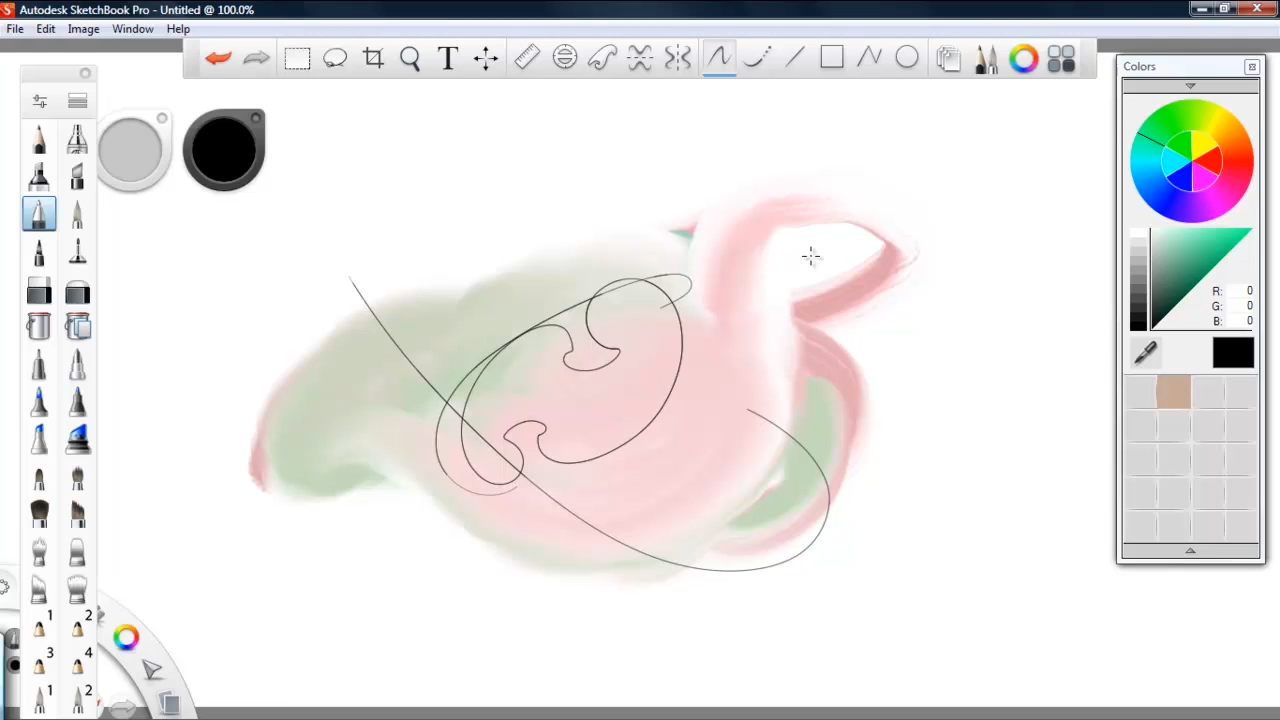 Autodesk SketchBook Pro - Untitled @ 100.0%
File Edit Image Window Help
T
Colors
R: 0
G: 0
B: 0
1 2
3 4
1 2